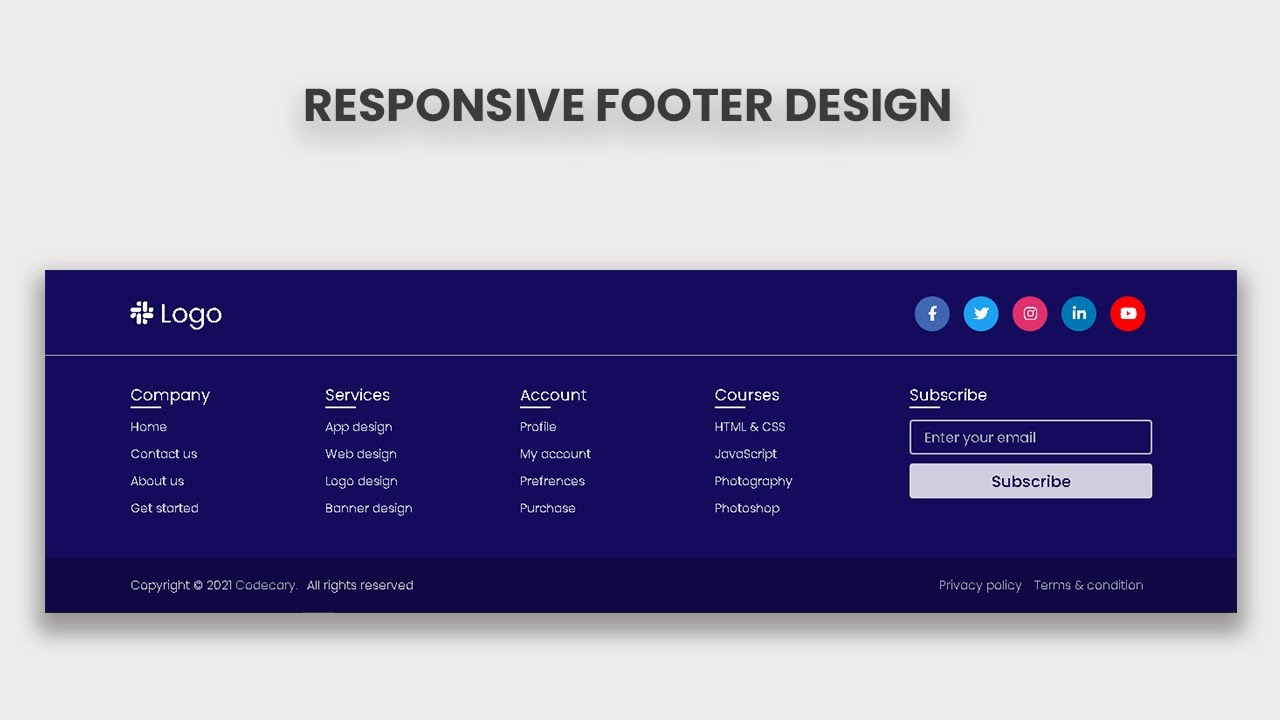 RESPONSIVE FOOTER DESIGN
Logo
Company
Home
Contact us
About us
Get started
Services
App design
Web design
Logo design
Banner design
Account
Profile
My account
Prefrences
Purchase
Courses
HTML & CSS
JavaScript
Photography
Photoshop
Subscribe
Enter your email
Subscribe
Copyright © 2021 Codecary. All rights reserved
Privacy policy Terms & condition